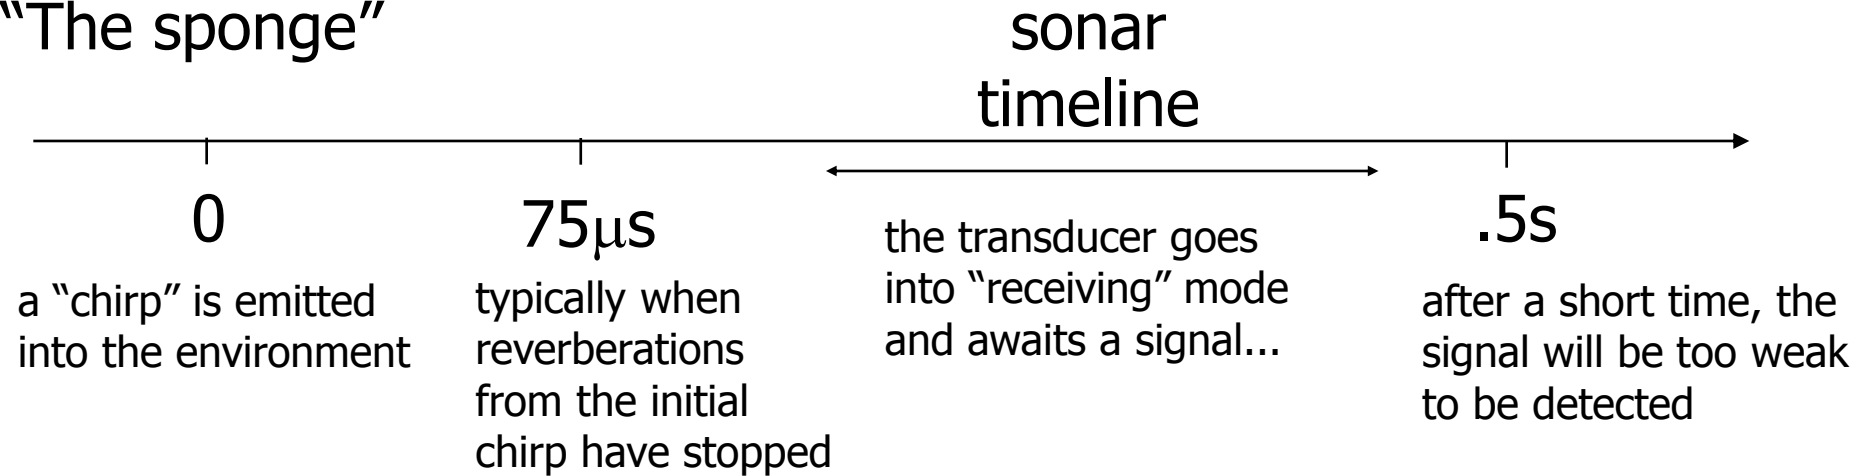 “The sponge”
sonar
timeline
0
a “chirp” is emitted
into the environment
75μs
typically when
reverberations
from the initial
chirp have stopped
the transducer goes
into “receiving” mode
and awaits a signal...
.5s
after a short time, the
signal will be too weak
to be detected